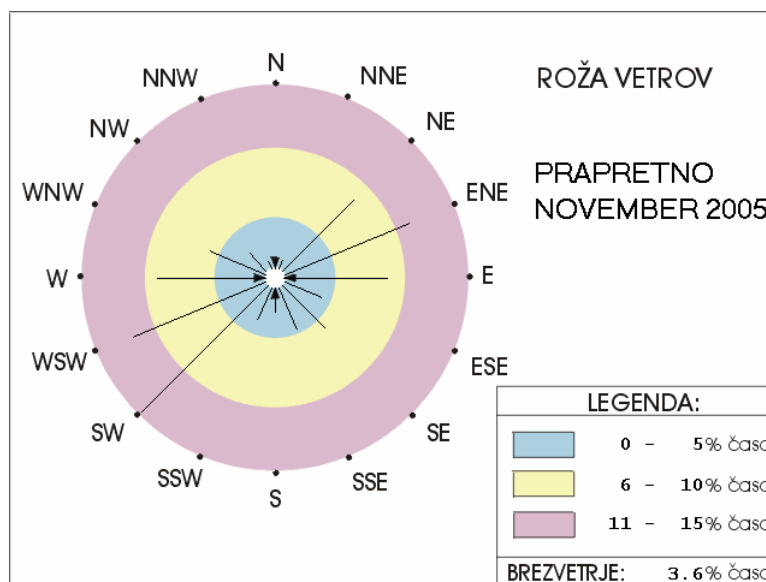 N
NNE
NE
ENE
E
ESE
SE
SSE
S
SSW
SW
WSW
W
WNW
NW
NNW
ROŽA VETROV
PRAPRETNO
NOVEMBER 2005
LEGENDA:
0 - 5% časa
6 - 10% časa
11 - 15% časa
BREZVETRJE: 3.6% časa